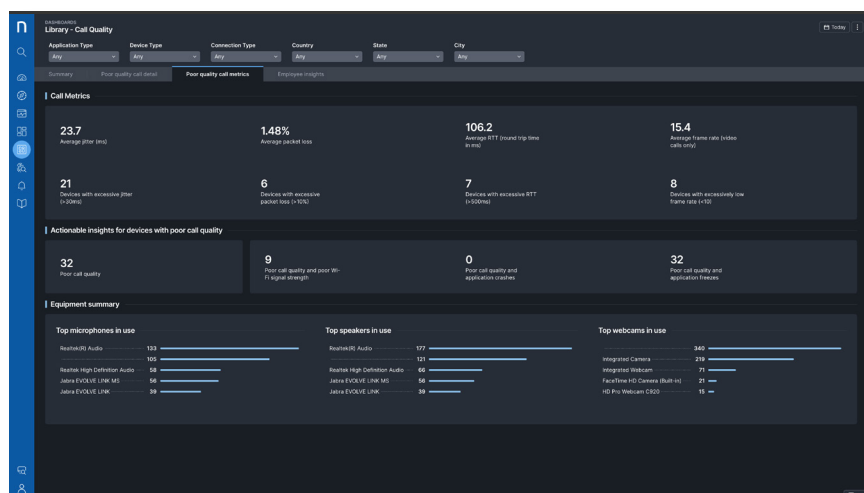 n
DASHBOARDS
Library - Call Quality
Today
Application Type Device Type Connection Type Country State City
Any Any Any Any Any Any
Summary Poor quality call detail Poor quality call metrics Employee insights
Call Metrics
23.7 1.48% 106.2 15.4
Average jitter (ms) Average packet loss Average RTT (round trip time Average frame rate (video
in ms) calls only)
21 6 7 8
Devices with excessive jitter Devices with excessive Devices with excessive RTT Devices with excessively low
(>30ms) packet loss (>10%) (>500ms) frame rate (<10)
Actionable insights for devices with poor call quality
32 9 0 32
Poor call quality Poor call quality and poor Wi- Poor call quality and Poor call quality and
Fi signal strength application crashes application freezes
Equipment summary
Top microphones in use
Realtek(R) Audio 133
105
Realtek High Definition Audio 58
Jabra EVOLVE LINK MS 56
Jabra EVOLVE LINK 39
Top speakers in use
Realtek(R) Audio 177
121
Realtek High Definition Audio 66
Jabra EVOLVE LINK MS 56
Jabra EVOLVE LINK 39
Top webcams in use
340
Integrated Camera 219
Integrated Webcam 71
FaceTime HD Camera (Built-in) 21
HD Pro Webcam C920 15